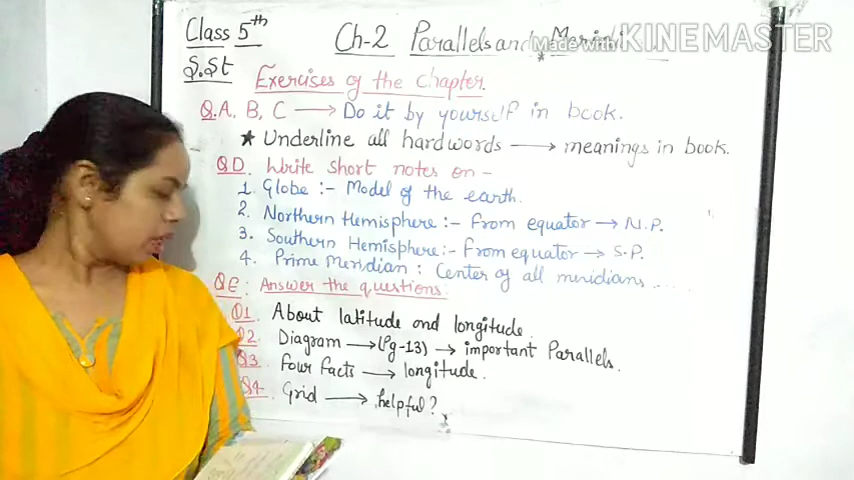 Class 5th
Ch-2 Parallels and
Made with KINEMASTER
S.St
Exercises of the Chapter.
Q.A, B, C → Do it by yourself in book.
★ Underline all hardwords → meanings in book.
QD. Write short notes on -
1. Globe :- Model of the earth.
2. Northern Hemisphere :- From equator → N.P.
3. Southern Hemisphere :- From equator → S.P.
4. Prime Meridian : Center of all meridians .....
QE: Answer the questions:
Q1 About latitude and longitude.
Q2 Diagram → (Pg-13) → important Parallels.
Q3 Four facts → longitude.
Q4 Grid → helpful?